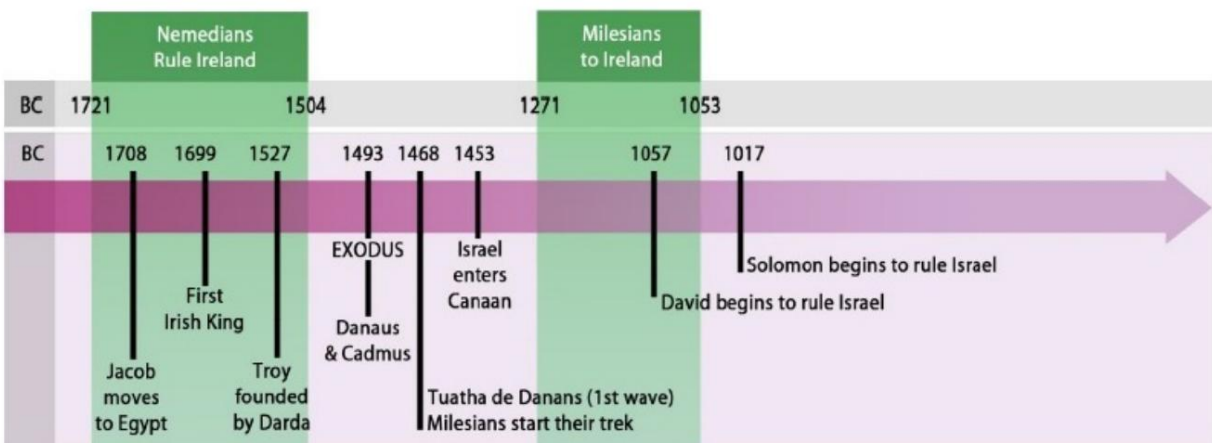 Nemedians
Rule Ireland
Milesians
to Ireland
BC 1721 1504 1271 1053
BC 1708 1699 1527 1493 1468 1453 1057 1017
EXODUS
Israel
enters
Canaan
Solomon begins to rule Israel
David begins to rule Israel
First
Irish King
Danaus
& Cadmus
Jacob
moves
to Egypt
Troy
founded
by Darda
Tuatha de Danans (1st wave)
Milesians start their trek